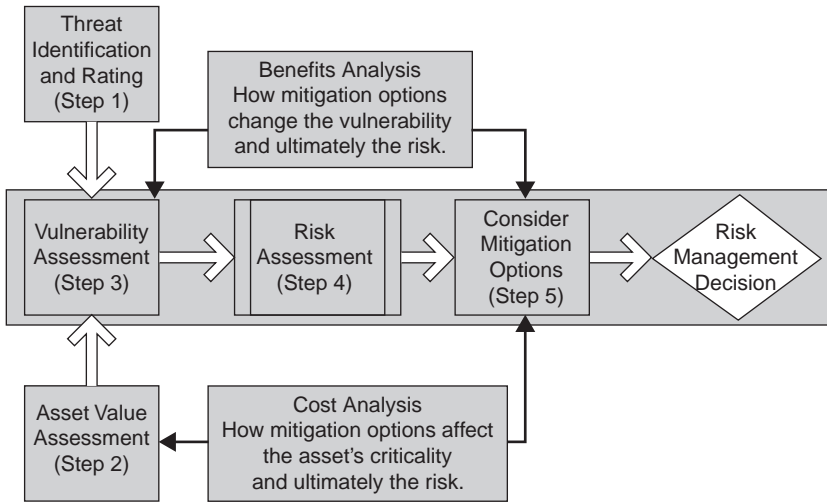 Threat
Identification
and Rating
(Step 1)
Benefits Analysis
How mitigation options
change the vulnerability
and ultimately the risk.
Vulnerability
Assessment
(Step 3)
Risk
Assessment
(Step 4)
Consider
Mitigation
Options
(Step 5)
Risk
Management
Decision
Asset Value
Assessment
(Step 2)
Cost Analysis
How mitigation options affect
the asset's criticality
and ultimately the risk.